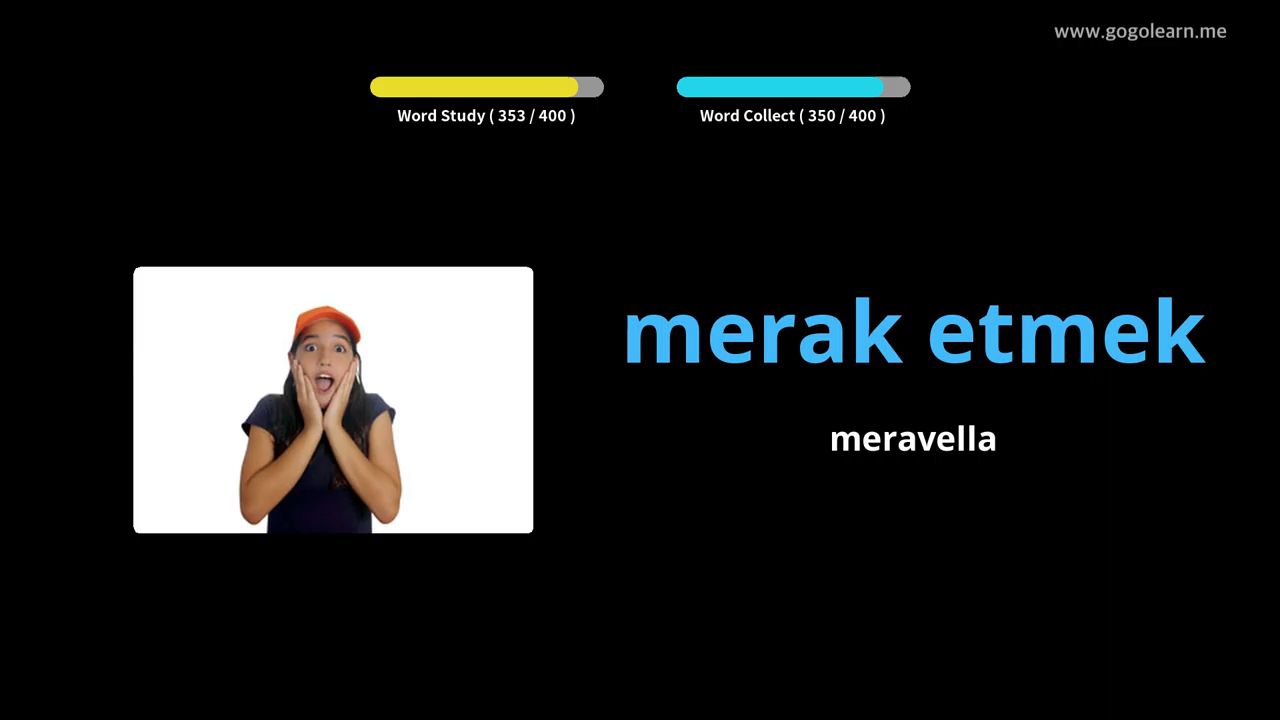 www.gogolearn.me
Word Study ( 353 / 400 )
Word Collect ( 350 / 400 )
merak etmek
meravella